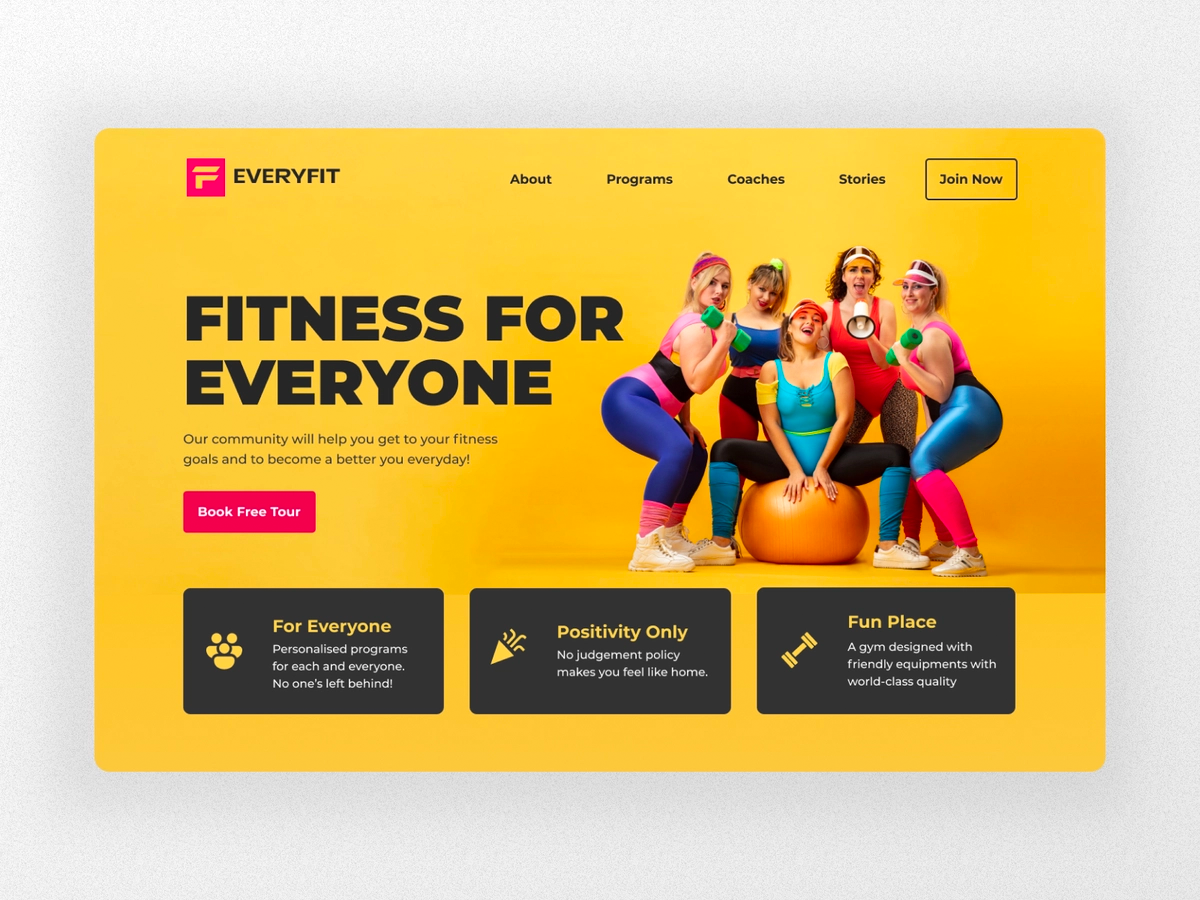 EVERYFIT
About
Programs
Coaches
Stories
Join Now
FITNESS FOR
EVERYONE
Our community will help you get to your fitness
goals and to become a better you everyday!
Book Free Tour
For Everyone
Personalised programs
for each and everyone.
No one's left behind!
Positivity Only
No judgement policy
makes you feel like home.
Fun Place
A gym designed with
friendly equipments with
world-class quality